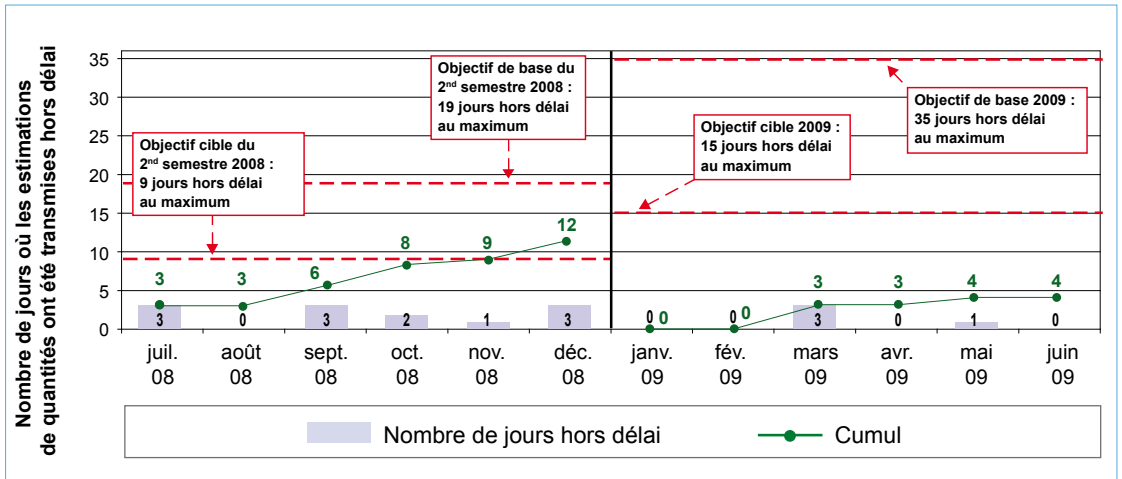 Nombre de jours où les estimations
de quantités ont été transmises hors délai
35
30
25
20
15
10
5
0
Objectif cible du
2nd semestre 2008 :
9 jours hors délai
au maximum
Objectif de base du
2nd semestre 2008 :
19 jours hors délai
au maximum
Objectif cible 2009 :
15 jours hors délai
au maximum
Objectif de base 2009 :
35 jours hors délai
au maximum
3 3 6 8 9 12 0 0 3 3 4 4
3 0 3 2 1 3 0 0 3 0 1 0
juil. août sept. oct. nov. déc. janv. fév. mars avr. mai juin
08 08 08 08 08 08 09 09 09 09 09 09
Nombre de jours hors délai Cumul